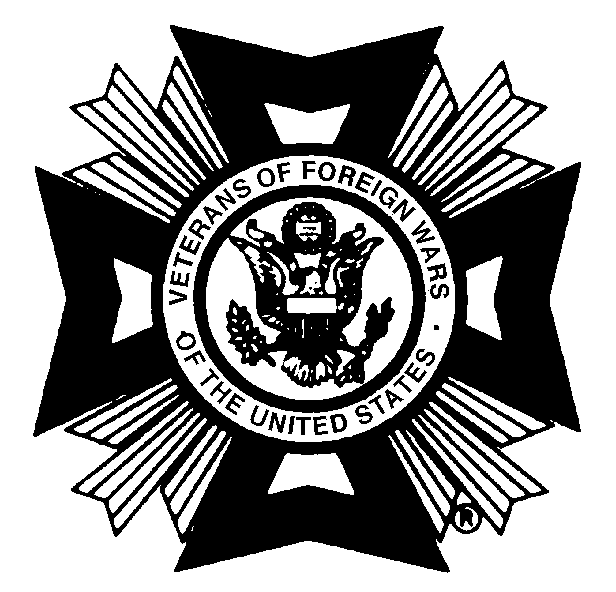 VETERANS OF FOREIGN WARS
· OF THE UNITED STATES ·
®